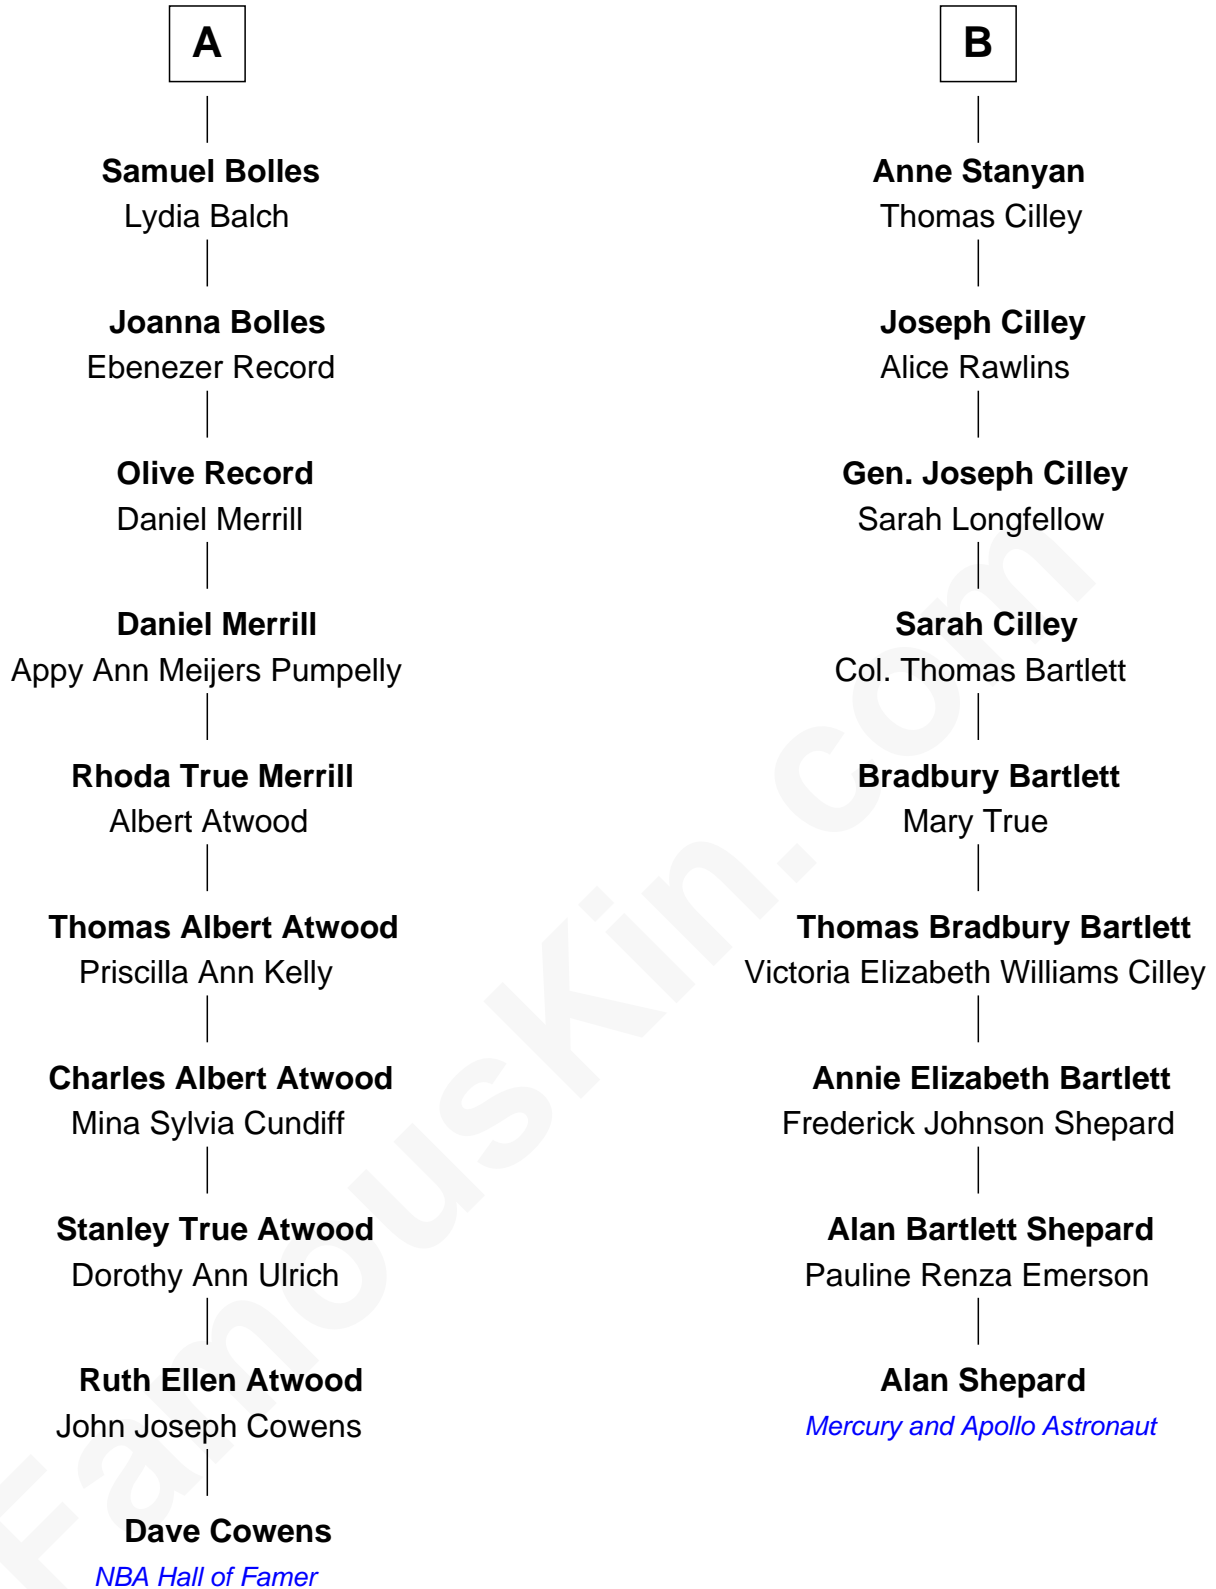 A
Samuel Bolles
Lydia Balch
Joanna Bolles
Ebenezer Record
Olive Record
Daniel Merrill
Daniel Merrill
Appy Ann Meijers Pumpelly
Rhoda True Merrill
Albert Atwood
Thomas Albert Atwood
Priscilla Ann Kelly
Charles Albert Atwood
Mina Sylvia Cundiff
Stanley True Atwood
Dorothy Ann Ulrich
Ruth Ellen Atwood
John Joseph Cowens
Dave Cowens
NBA Hall of Famer
B
Anne Stanyan
Thomas Cilley
Joseph Cilley
Alice Rawlins
Gen. Joseph Cilley
Sarah Longfellow
Sarah Cilley
Col. Thomas Bartlett
Bradbury Bartlett
Mary True
Thomas Bradbury Bartlett
Victoria Elizabeth Williams Cilley
Annie Elizabeth Bartlett
Frederick Johnson Shepard
Alan Bartlett Shepard
Pauline Renza Emerson
Alan Shepard
Mercury and Apollo Astronaut
FamousKin.com